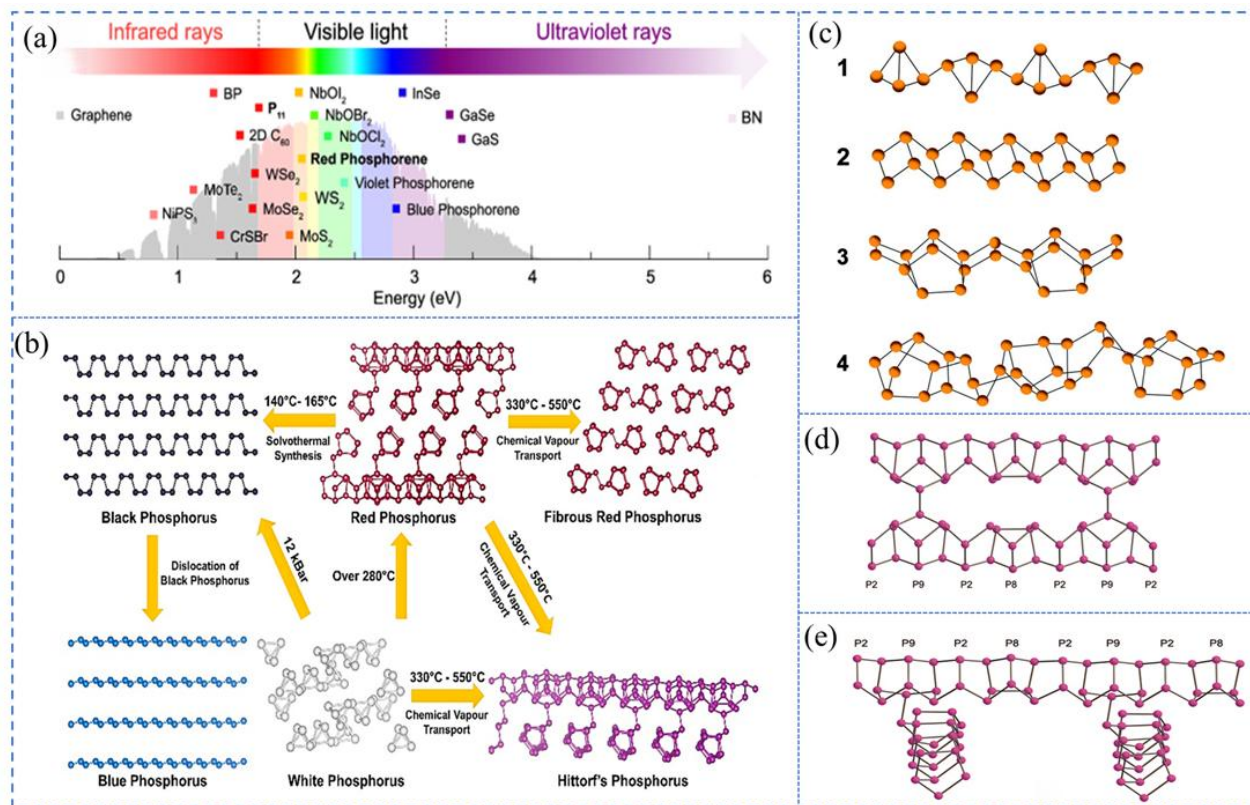 (a)
Infrared rays
Visible light
Ultraviolet rays
BP
NbOI₂
InSe
P₁₁
Graphene
NbOBr₂
GaSe
BN
2D C₆₀
NbOCl₂
GaS
Red Phosphorene
WSe₂
Violet Phosphorene
MoTe₂
WS₂
NiPS₃
MoSe₂
Blue Phosphorene
CrSBr
MoS₂
0 1 2 3 4 5 6
Energy (eV)
(b)
140°C- 165°C
Solvothermal
Synthesis
330°C - 550°C
Chemical Vapour
Transport
Black Phosphorus
Red Phosphorus
Fibrous Red Phosphorus
Dislocation of
Black Phosphorus
12 kBar
Over 280°C
330°C - 550°C
Chemical Vapour
Transport
330°C - 550°C
Chemical Vapour
Transport
Blue Phosphorus
White Phosphorus
Hittorf's Phosphorus
(c)
1
2
3
4
(d)
P2 P9 P2 P8 P2 P9 P2
(e)
P2 P9 P2 P8 P2 P9 P2 P8